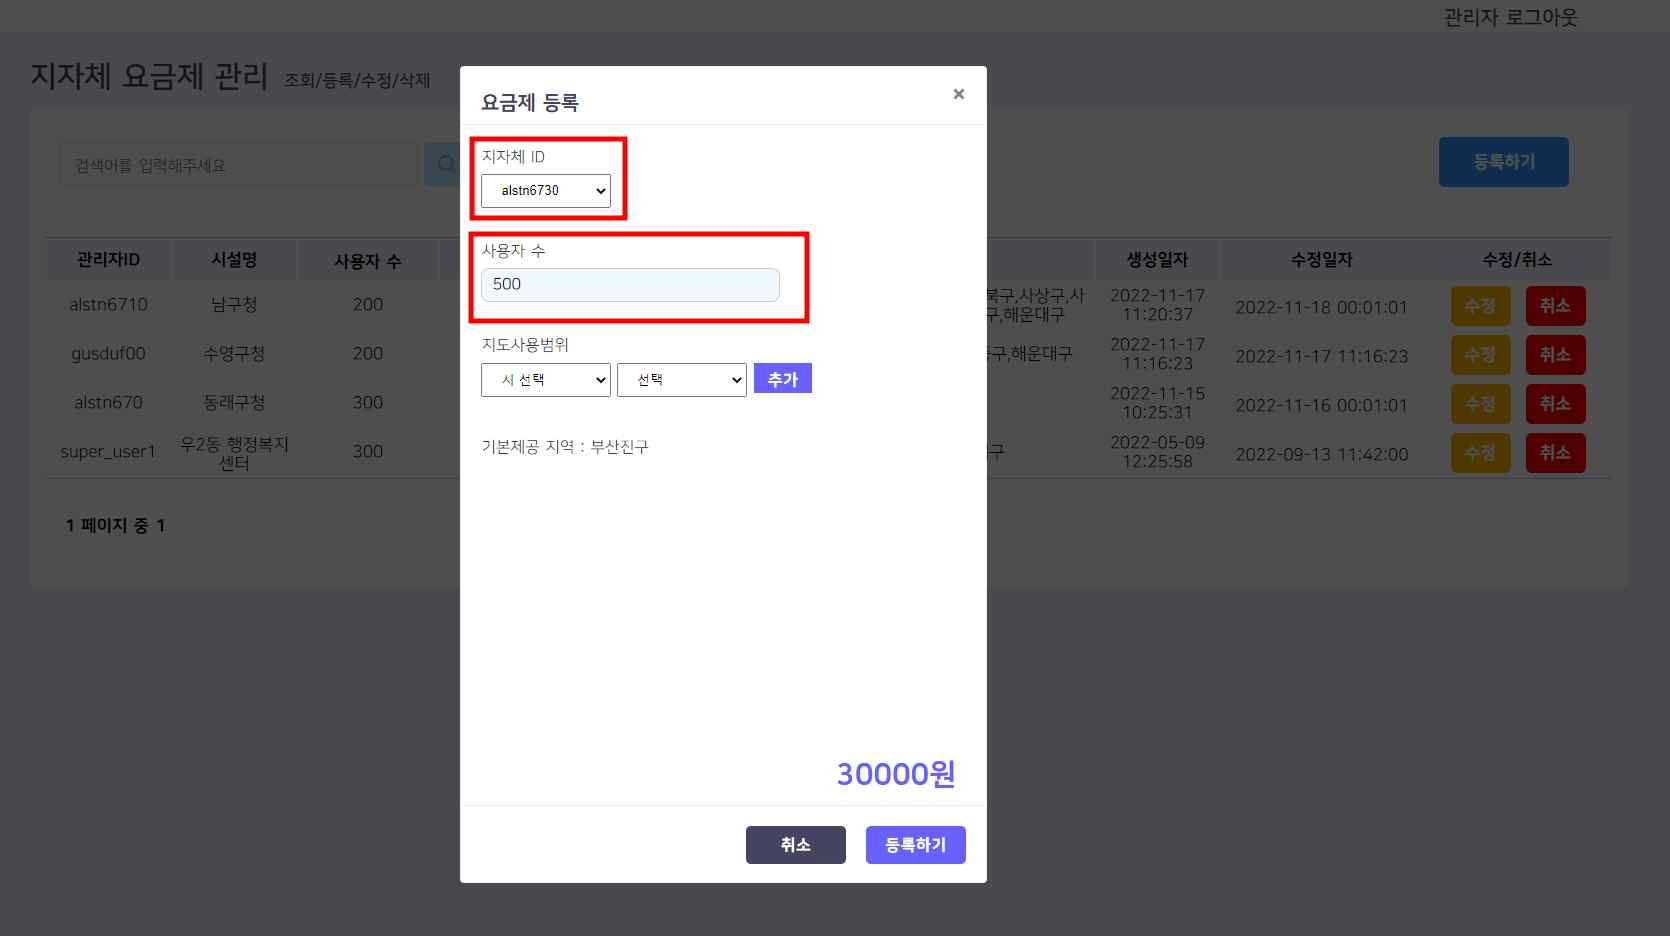 관리자 로그아웃
지자체 요금제 관리 조회/등록/수정/삭제
검색어를 입력해주세요
등록하기
관리자ID 시설명 사용자 수 생성일자 수정일자 수정/취소
alstn6710 남구청 200 북구,사상구,사 2022-11-17 2022-11-18 00:01:01 수정 취소
구,해운대구 11:20:37
gusduf00 수영구청 200 구,해운대구 2022-11-17 2022-11-17 11:16:23 수정 취소
11:16:23
alstn670 동래구청 300 2022-11-15 2022-11-16 00:01:01 수정 취소
10:25:31
super_user1 우2동 행정복지 300 구 2022-05-09 2022-09-13 11:42:00 수정 취소
센터 12:25:58
1 페이지 중 1
요금제 등록 ×
지자체 ID
alstn6730
사용자 수
500
지도사용범위
시 선택 선택 추가
기본제공 지역 : 부산진구
30000원
취소 등록하기